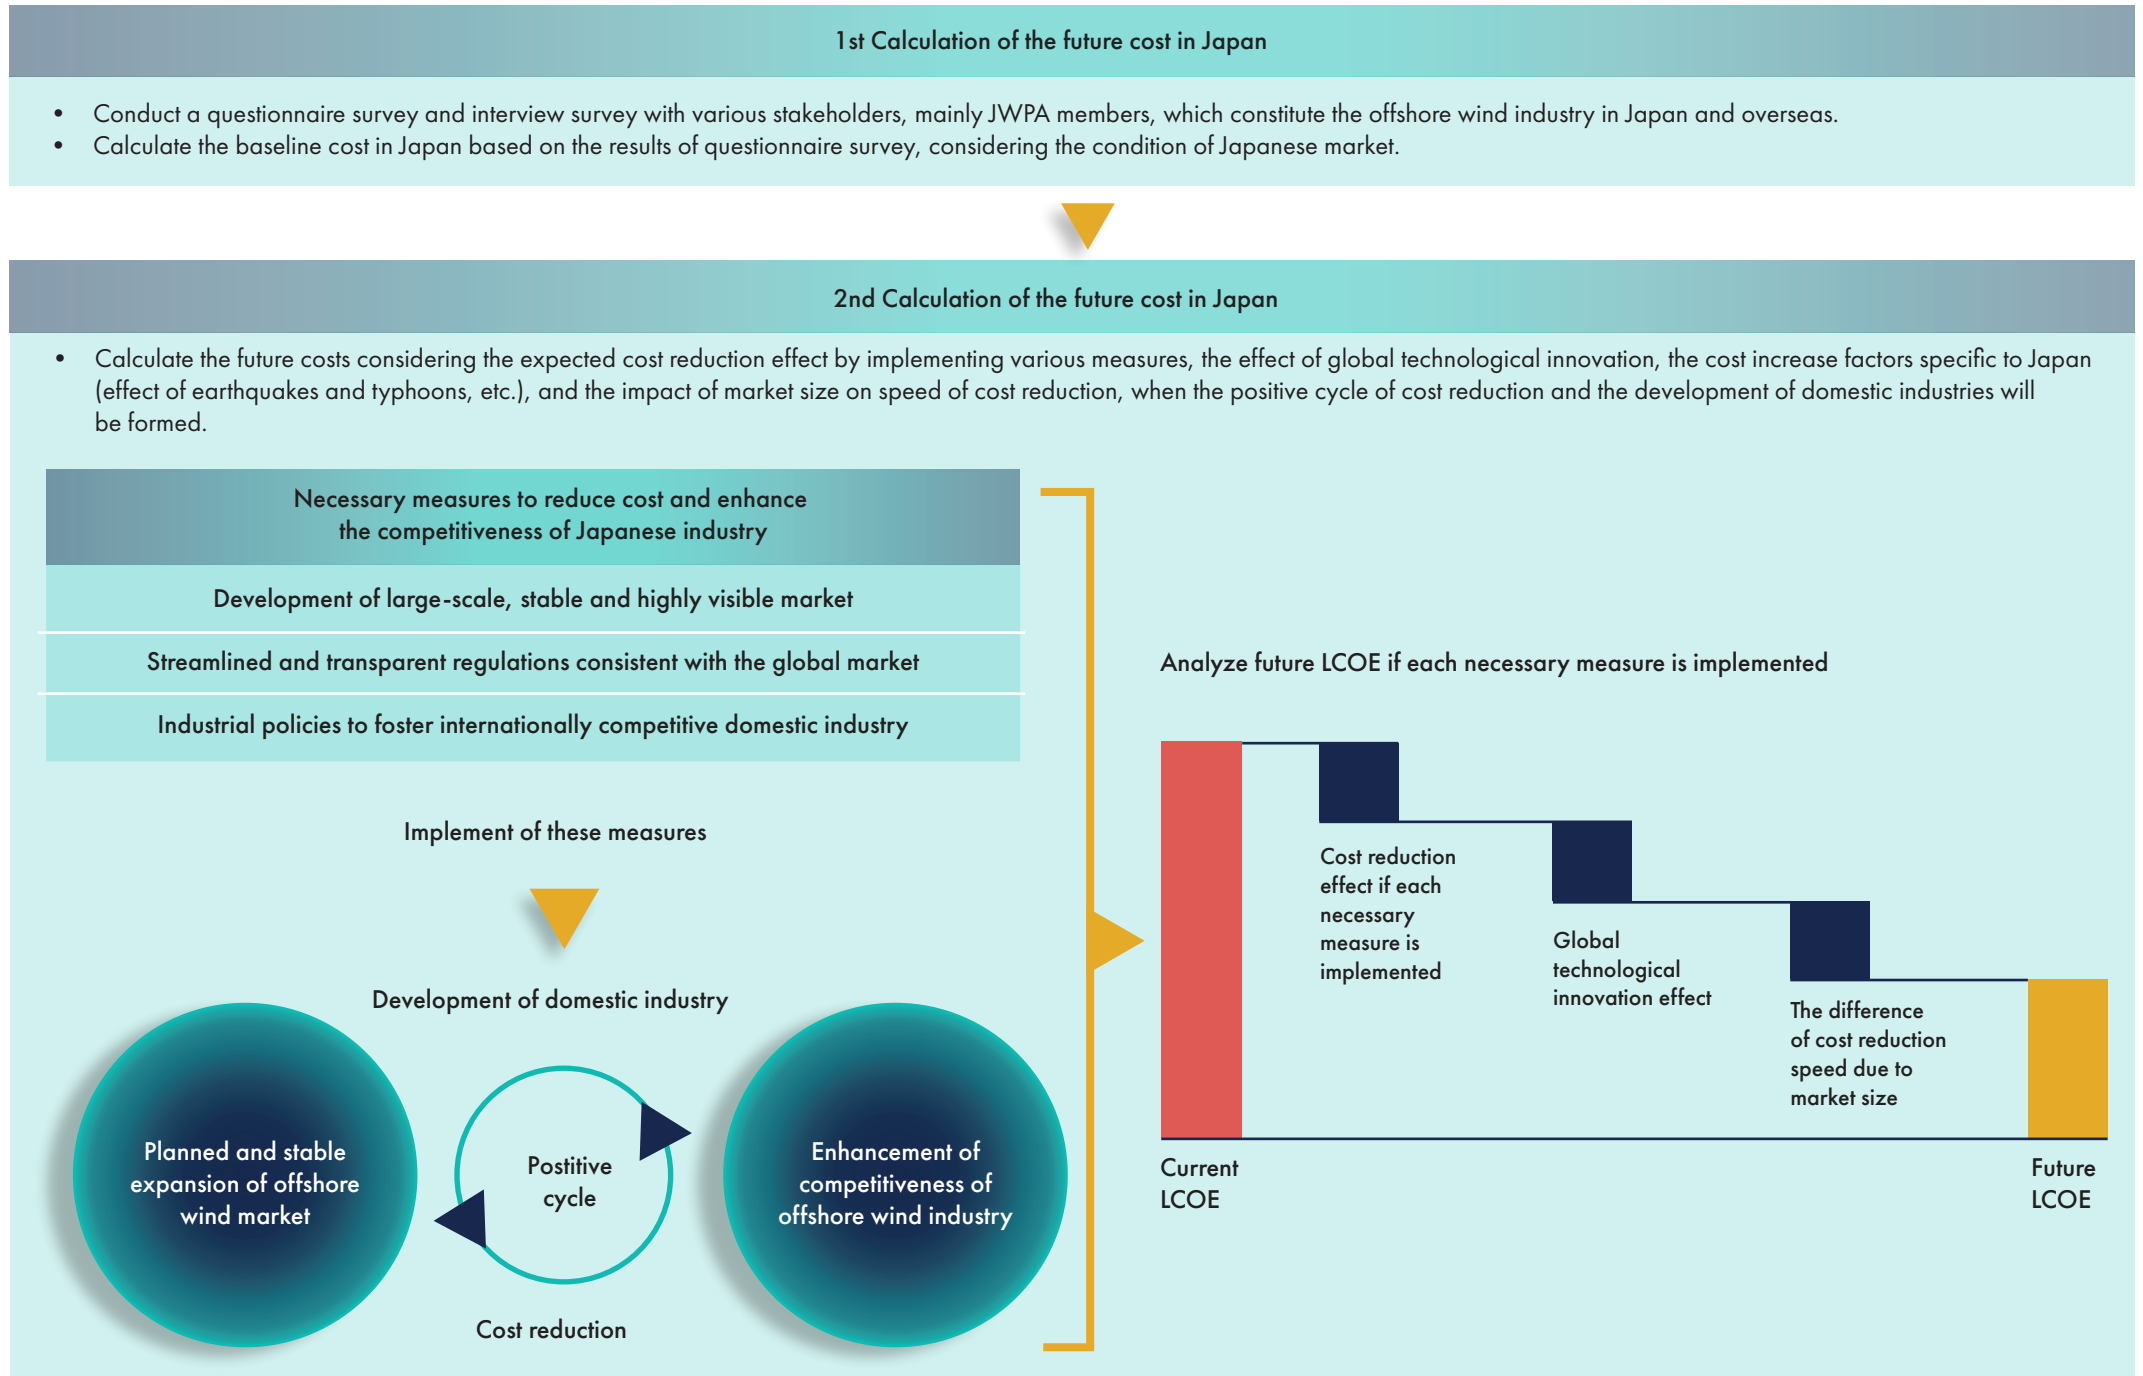 1st Calculation of the future cost in Japan
• Conduct a questionnaire survey and interview survey with various stakeholders, mainly JWPA members, which constitute the offshore wind industry in Japan and overseas.
• Calculate the baseline cost in Japan based on the results of questionnaire survey, considering the condition of Japanese market.
2nd Calculation of the future cost in Japan
• Calculate the future costs considering the expected cost reduction effect by implementing various measures, the effect of global technological innovation, the cost increase factors specific to Japan
(effect of earthquakes and typhoons, etc.), and the impact of market size on speed of cost reduction, when the positive cycle of cost reduction and the development of domestic industries will
be formed.
Necessary measures to reduce cost and enhance
the competitiveness of Japanese industry
Development of large-scale, stable and highly visible market
Streamlined and transparent regulations consistent with the global market
Industrial policies to foster internationally competitive domestic industry
Implement of these measures
Development of domestic industry
Planned and stable
expansion of offshore
wind market
Postitive
cycle
Enhancement of
competitiveness of
offshore wind industry
Cost reduction
Analyze future LCOE if each necessary measure is implemented
Cost reduction
effect if each
necessary
measure is
implemented
Global
technological
innovation effect
The difference
of cost reduction
speed due to
market size
Current
LCOE
Future
LCOE